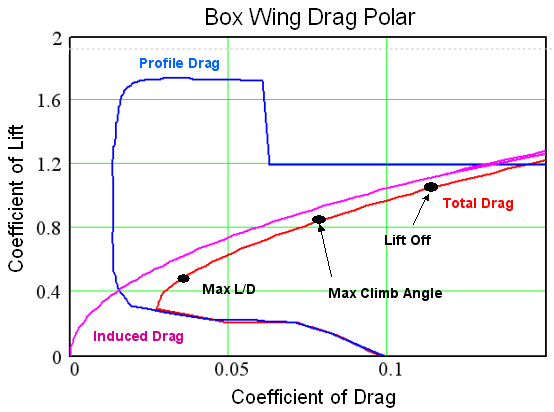 Box Wing Drag Polar
2
Profile Drag
1.6
Coefficient of Lift
1.2
Total Drag
0.8
Lift Off
Max L/D
Max Climb Angle
0.4
Induced Drag
0
0
0.05
0.1
Coefficient of Drag